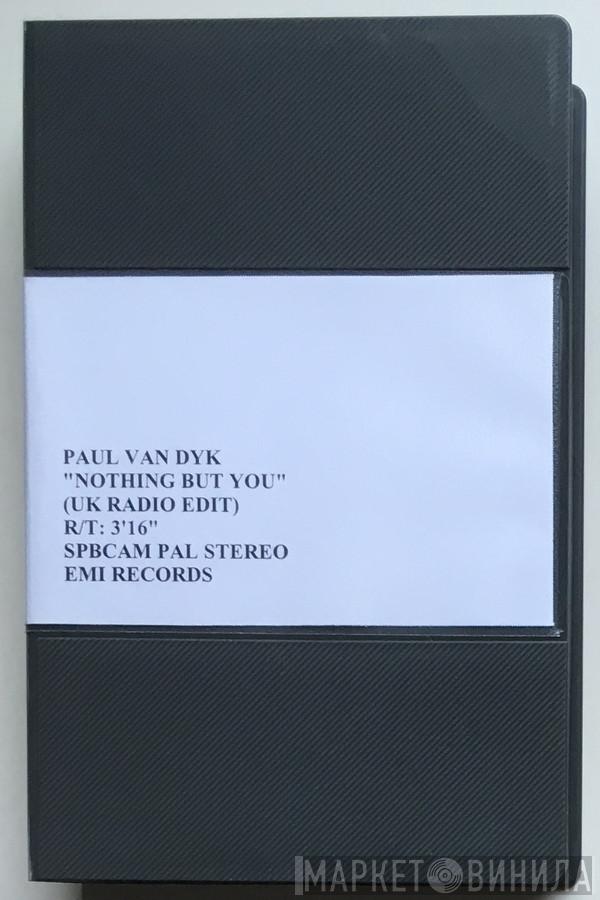 PAUL VAN DYK
"NOTHING BUT YOU"
(UK RADIO EDIT)
R/T: 3'16"
SPBCAM PAL STEREO
EMI RECORDS
МАРКЕТ ВИНИЛА